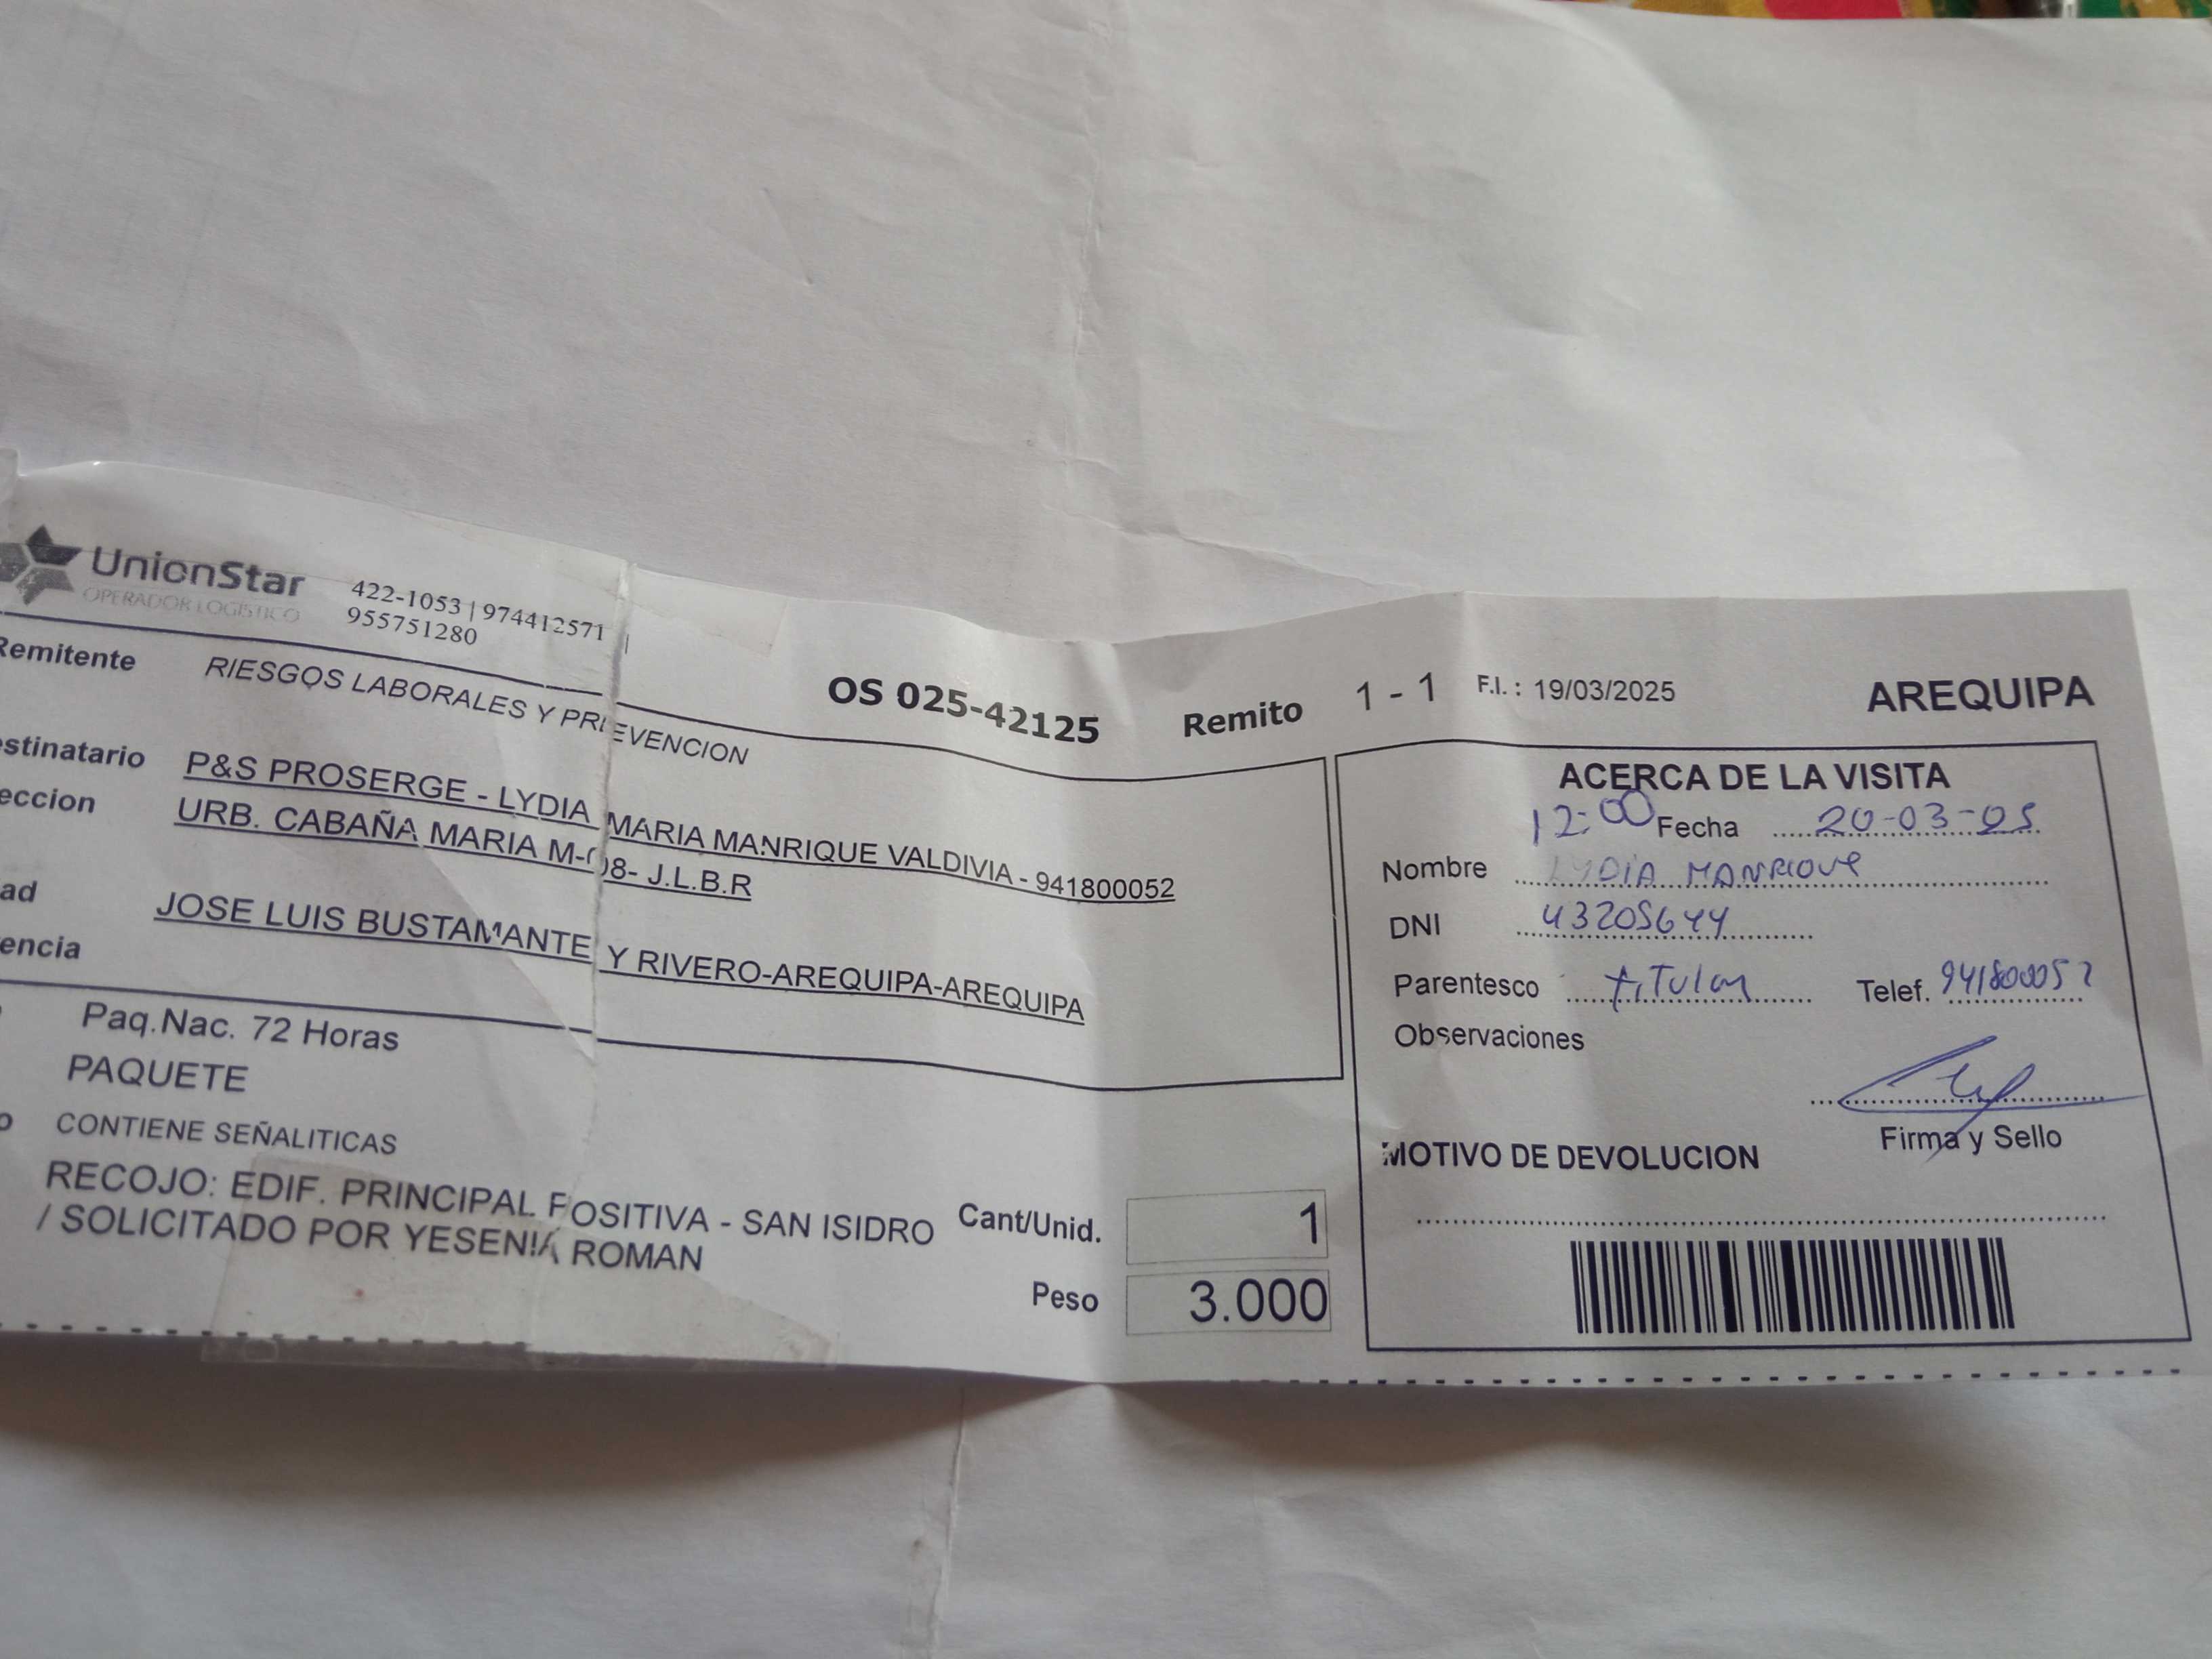 UnionStar
OPERADOR LOGISTICO
422-1053 | 974412571 |
955751280
OS 025-42125 Remito 1 - 1 F.I. : 19/03/2025 AREQUIPA
Remitente RIESGOS LABORALES Y PREVENCION
estinatario P&S PROSERGE - LYDIA MARIA MANRIQUE VALDIVIA - 941800052
eccion URB. CABAÑA MARIA M-08- J.L.B.R
ad JOSE LUIS BUSTAMANTE Y RIVERO-AREQUIPA-AREQUIPA
encia
Paq.Nac. 72 Horas
PAQUETE
o CONTIENE SEÑALITICAS
RECOJO: EDIF. PRINCIPAL POSITIVA - SAN ISIDRO
/ SOLICITADO POR YESENIA ROMAN
Cant/Unid. 1
Peso 3.000
ACERCA DE LA VISITA
12:00 Fecha 20-03-25
Nombre LYDIA MANRIQUE
DNI 43205644
Parentesco titular Telef. 941800052
Observaciones
Firma y Sello
MOTIVO DE DEVOLUCION